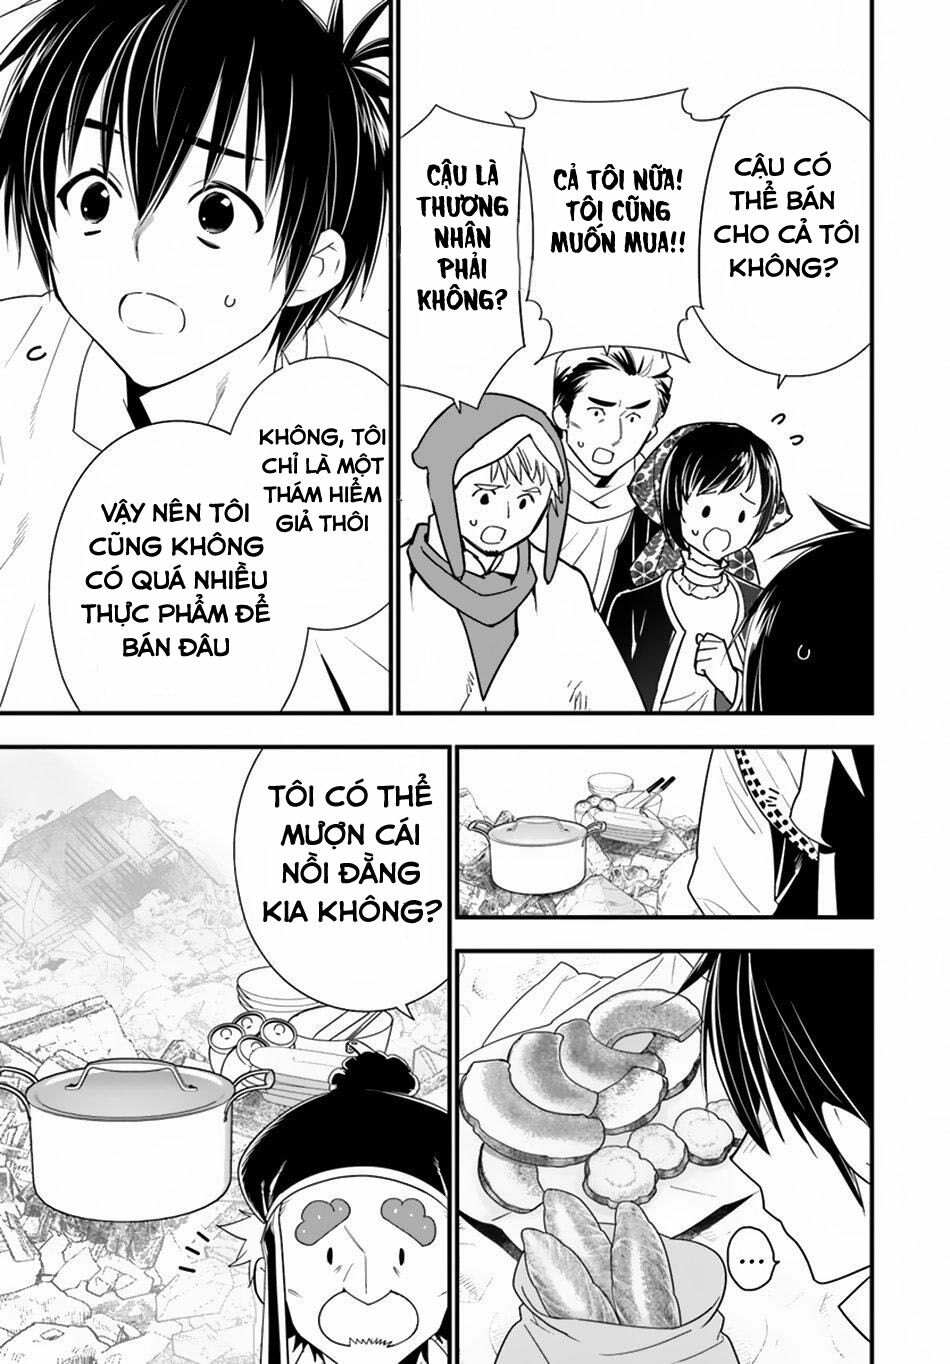 CẬU CÓ
THỂ BÁN
CHO CẢ TÔI
KHÔNG?
CẢ TÔI NỮA!
TÔI CŨNG
MUỐN MUA!!
CẬU LÀ
THƯƠNG
NHÂN
PHẢI
KHÔNG?
KHÔNG, TÔI
CHỈ LÀ MỘT
THÁM HIỂM
GIẢ THÔI
VẬY NÊN TÔI
CŨNG KHÔNG
CÓ QUÁ NHIỀU
THỰC PHẨM ĐỂ
BÁN ĐÂU
...
TÔI CÓ THỂ
MƯỢN CÁI
NỒI ĐẰNG
KIA KHÔNG?